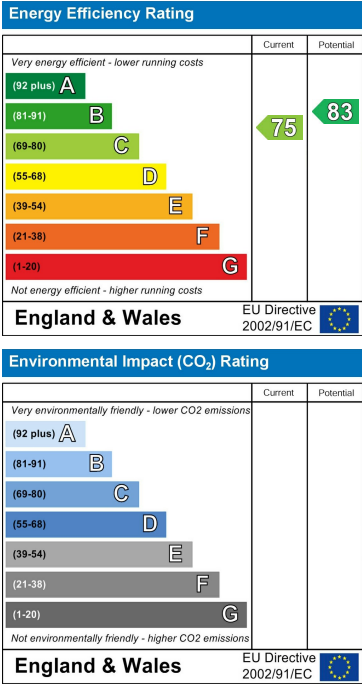 Energy Efficiency Rating
Current Potential
Very energy efficient - lower running costs
(92 plus) A
(81-91) B
(69-80) C
(55-68) D
(39-54) E
(21-38) F
(1-20) G
75
83
Not energy efficient - higher running costs
England & Wales
EU Directive
2002/91/EC
Environmental Impact (CO₂) Rating
Current Potential
Very environmentally friendly - lower CO2 emissions
(92 plus) A
(81-91) B
(69-80) C
(55-68) D
(39-54) E
(21-38) F
(1-20) G
Not environmentally friendly - higher CO2 emissions
England & Wales
EU Directive
2002/91/EC